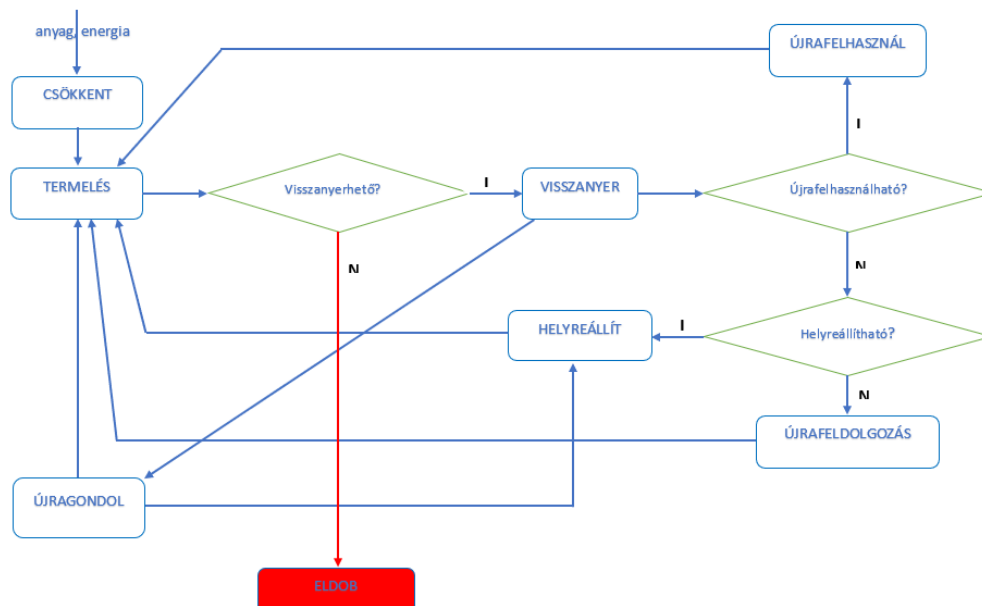 anyag, energia
ÚJRAFELHASZNÁL
CSÖKKENT
I
TERMELÉS
Visszanyerhető?
I
VISSZANYER
Újrafelhasználható?
N
N
HELYREÁLLÍT
I
Helyreállítható?
N
ÚJRAFELDOLGOZÁS
ÚJRAGONDOL
ELDOB